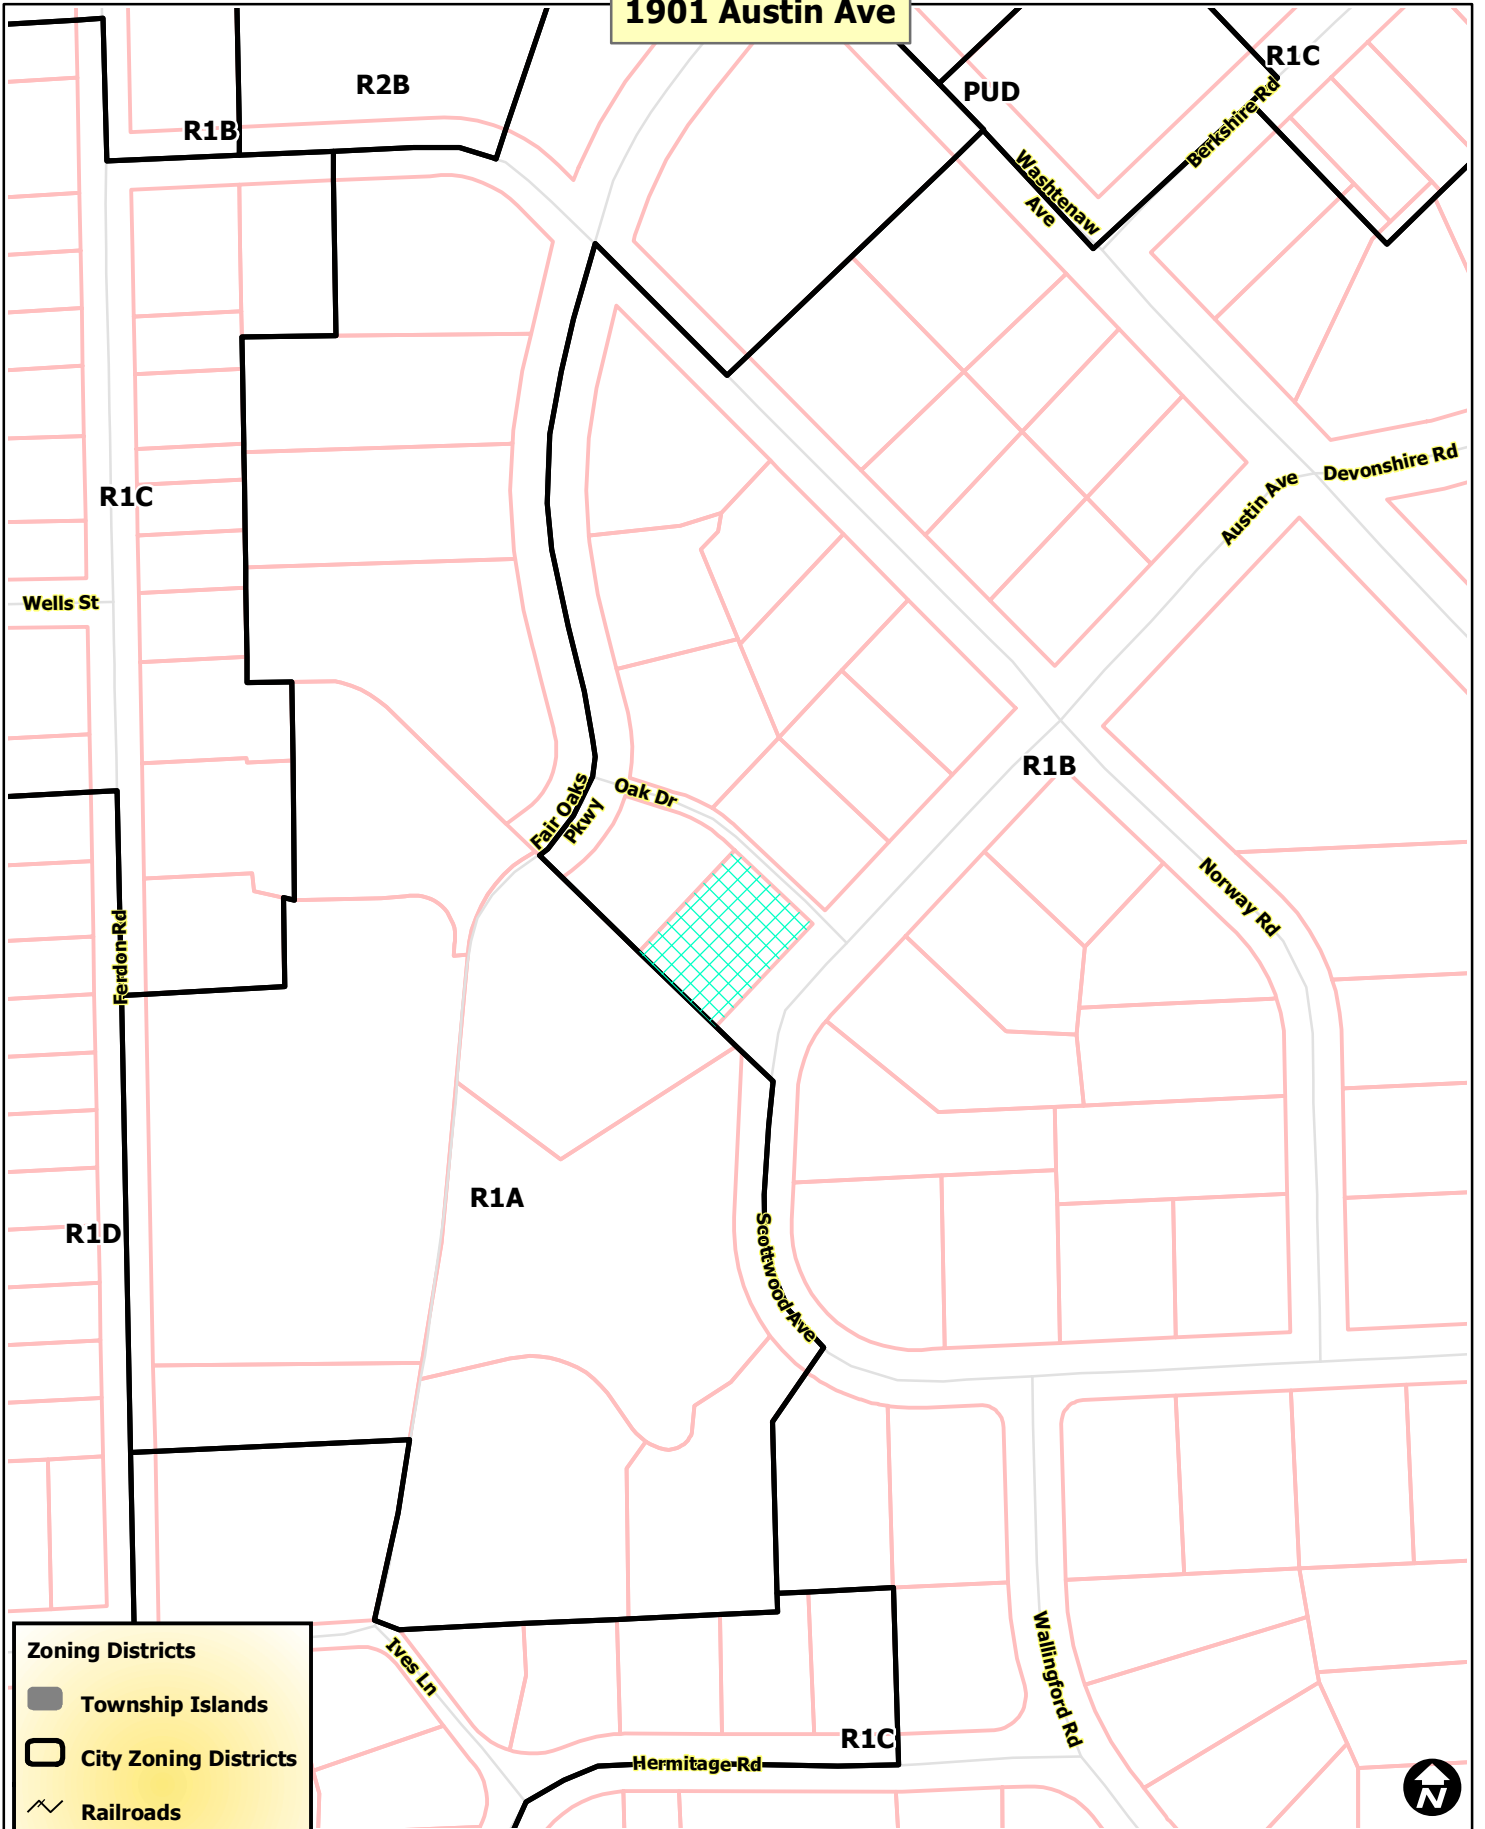 1901 Austin Ave
R1C
R2B
PUD
R1B
Berkshire Rd
Washtenaw
Ave
Devonshire Rd
Austin Ave
R1C
Wells St
R1B
Oak Dr
Fair Oaks
Pkwy
Norway Rd
Ferdon Rd
R1A
R1D
Scottwood Ave
Wallingford Rd
Ives Ln
R1C
Hermitage Rd
Zoning Districts
Township Islands
City Zoning Districts
Railroads
N